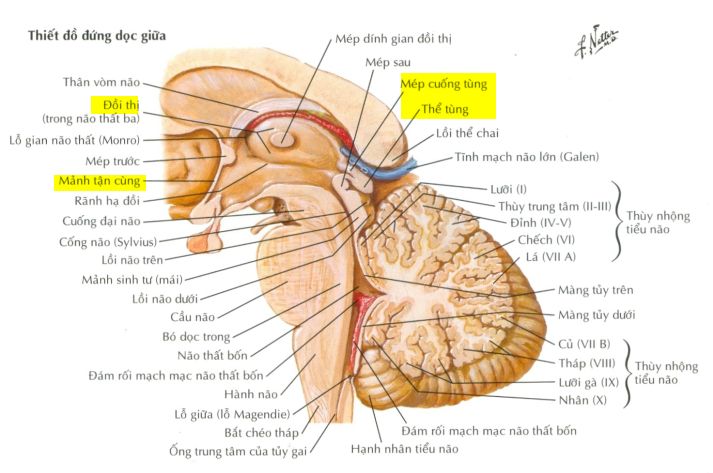 Thiết đồ đứng dọc giữa
Mép dính gian đồi thị
Mép sau
Mép cuống tùng
Thể tùng
Lồi thể chai
Tĩnh mạch não lớn (Galen)
Thân vòm não
Đồi thị
(trong não thất ba)
Lỗ gian não thất (Monro)
Mép trước
Mảnh tận cùng
Rãnh hạ đồi
Cuống đại não
Cống não (Sylvius)
Lồi não trên
Mảnh sinh tư (mái)
Lồi não dưới
Cầu não
Bó dọc trong
Não thất bốn
Đám rối mạch mạc não thất bốn
Hành não
Lỗ giữa (lỗ Magendie)
Bắt chéo tháp
Ống trung tâm của tủy gai
Lưỡi (I)
Thùy trung tâm (II-III)
Đỉnh (IV-V)
Chếch (VI)
Lá (VII A)
Thùy nhộng
tiểu não
Màng tủy trên
Màng tủy dưới
Củ (VII B)
Tháp (VIII)
Lưỡi gà (IX)
Nhân (X)
Thùy nhộng
tiểu não
Đám rối mạch mạc não thất bốn
Hạnh nhân tiểu não
F. Netter
M.D.